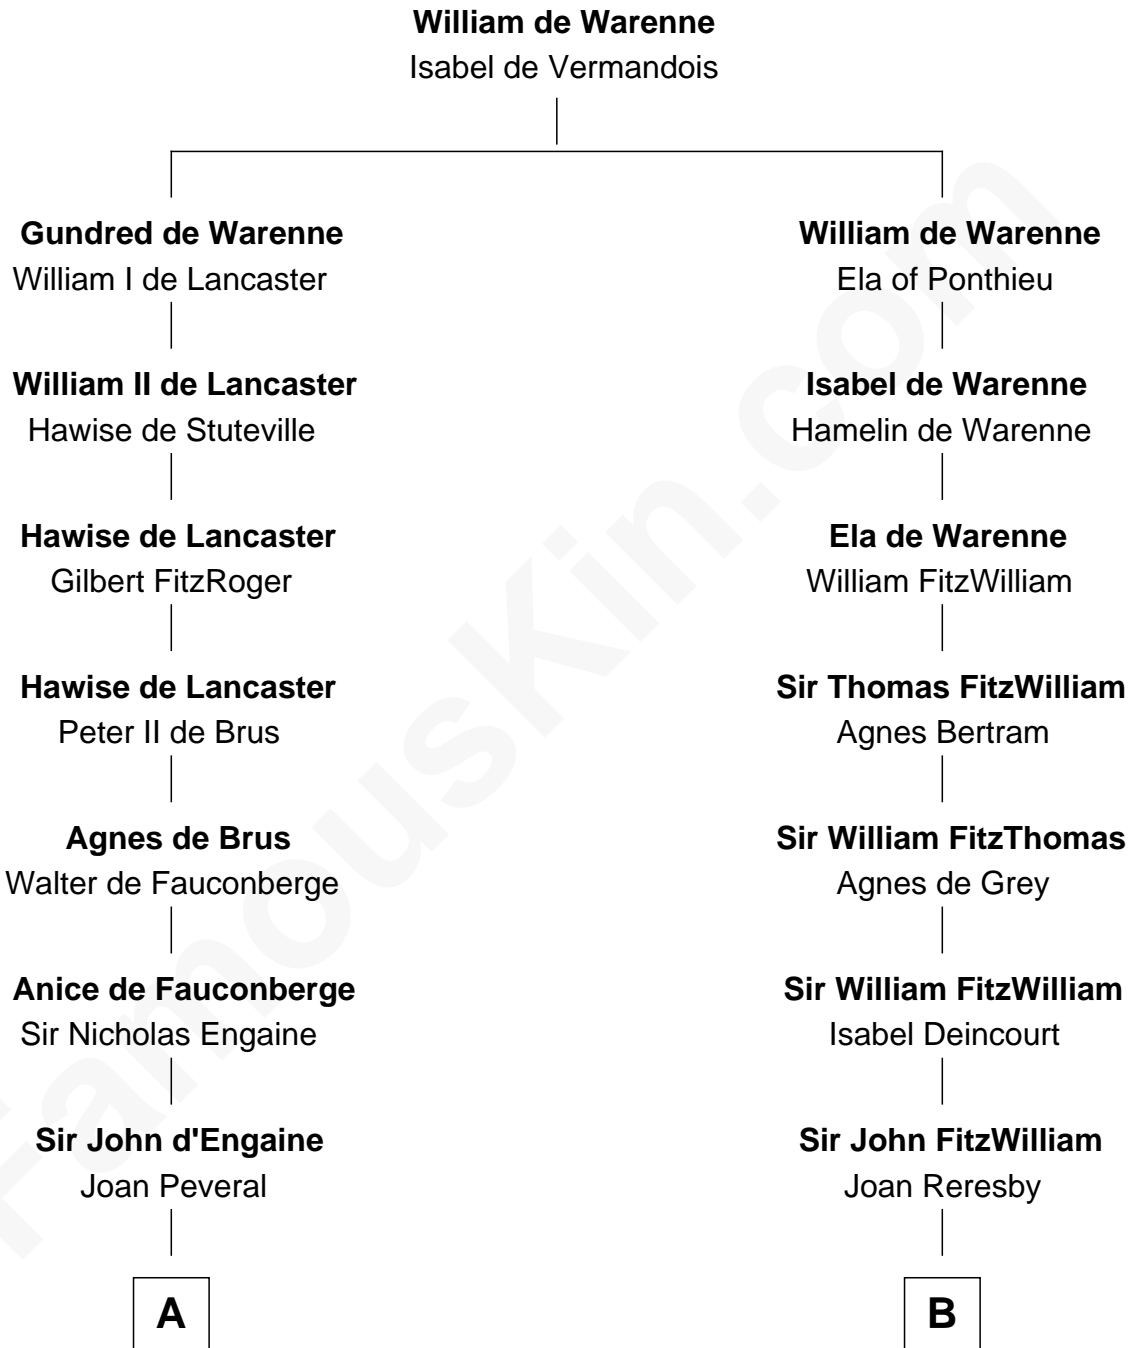 William de Warenne
Isabel de Vermandois
Gundred de Warenne
William I de Lancaster
William II de Lancaster
Hawise de Stuteville
Hawise de Lancaster
Gilbert FitzRoger
Hawise de Lancaster
Peter II de Brus
Agnes de Brus
Walter de Fauconberge
Anice de Fauconberge
Sir Nicholas Engaine
Sir John d'Engaine
Joan Peveral
A
William de Warenne
Ela of Ponthieu
Isabel de Warenne
Hamelin de Warenne
Ela de Warenne
William FitzWilliam
Sir Thomas FitzWilliam
Agnes Bertram
Sir William FitzThomas
Agnes de Grey
Sir William FitzWilliam
Isabel Deincourt
Sir John FitzWilliam
Joan Reresby
B
FamousKin.com